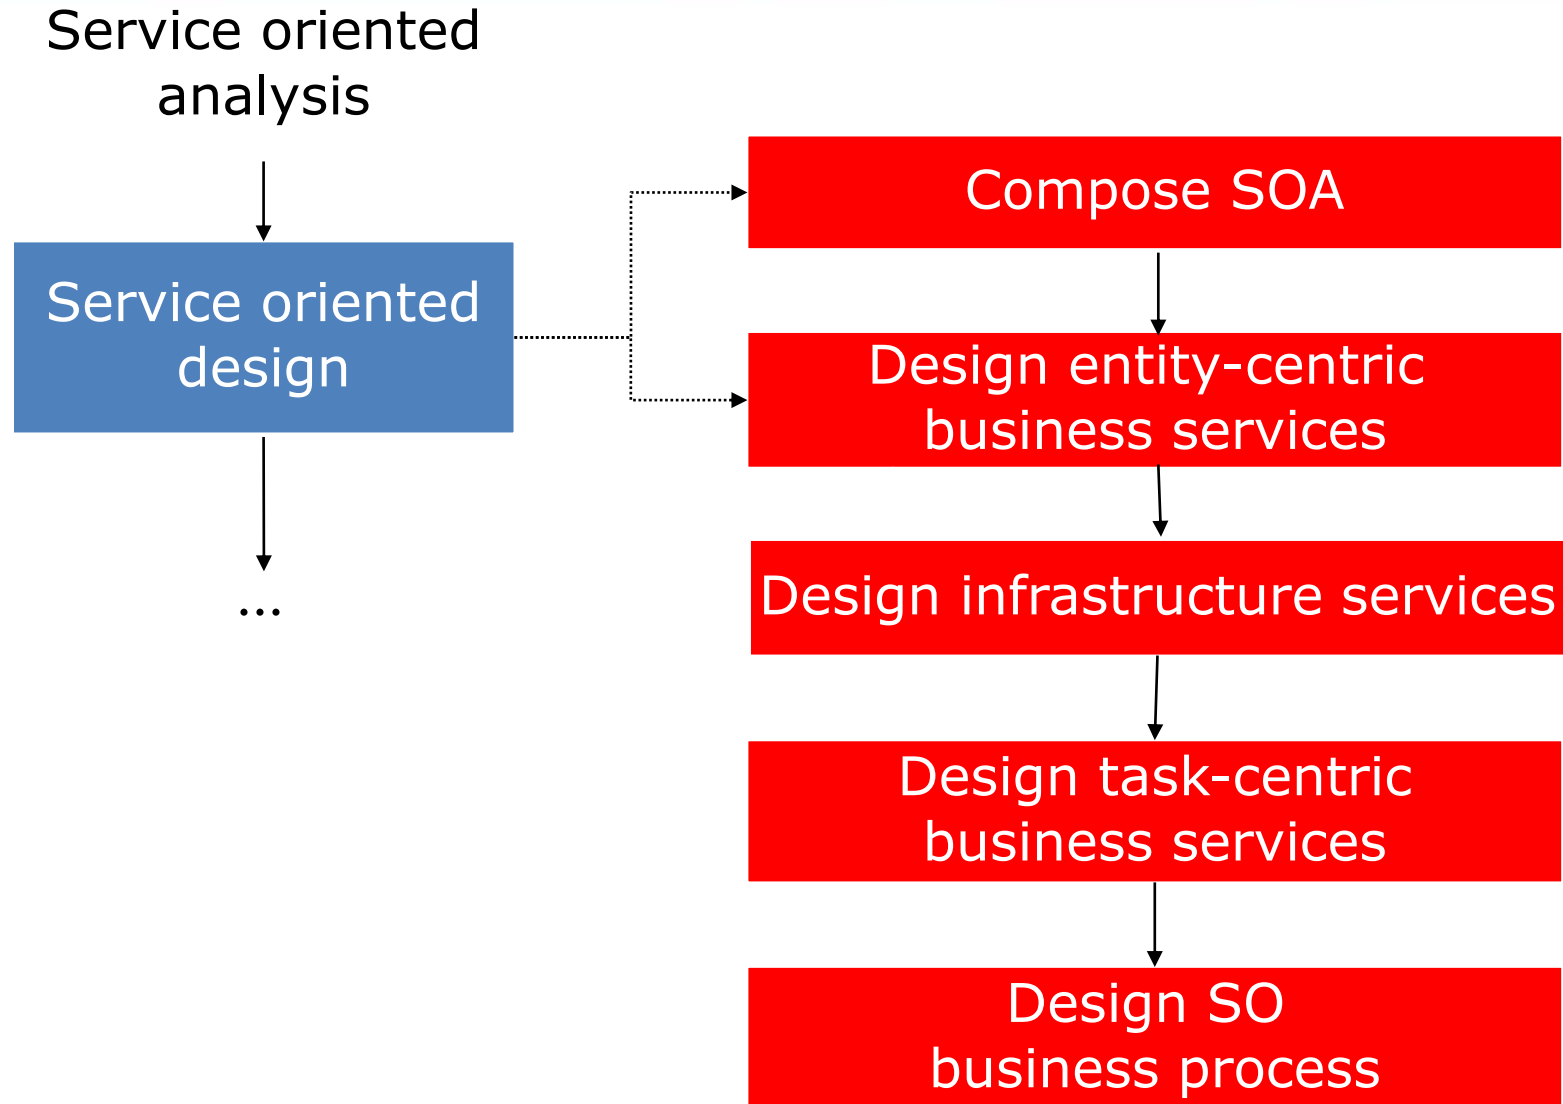 Service oriented
analysis
Service oriented
design
...
Compose SOA
Design entity-centric
business services
Design infrastructure services
Design task-centric
business services
Design SO
business process